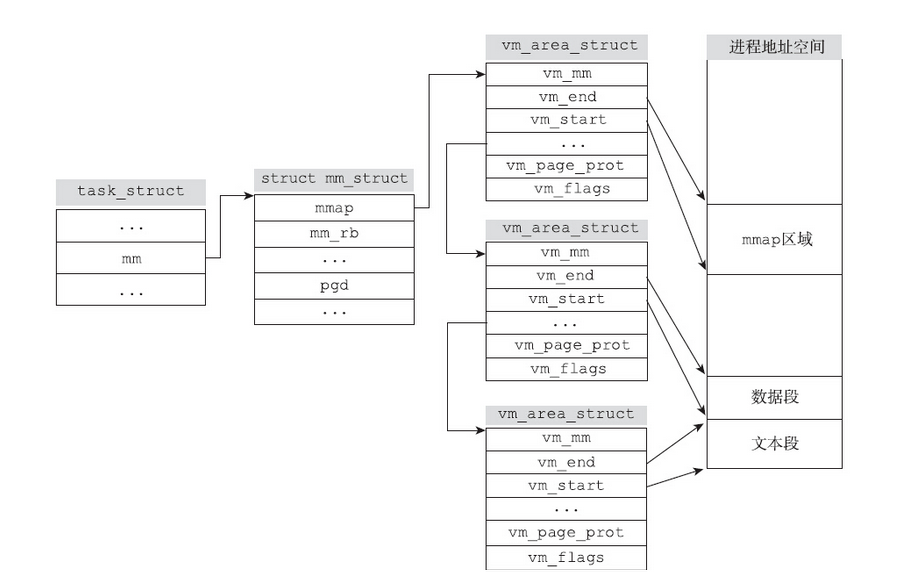 task_struct
...
mm
...
struct mm_struct
mmap
mm_rb
...
pgd
...
vm_area_struct
vm_mm
vm_end
vm_start
...
vm_page_prot
vm_flags
vm_area_struct
vm_mm
vm_end
vm_start
...
vm_page_prot
vm_flags
vm_area_struct
vm_mm
vm_end
vm_start
...
vm_page_prot
vm_flags
进程地址空间
mmap区域
数据段
文本段